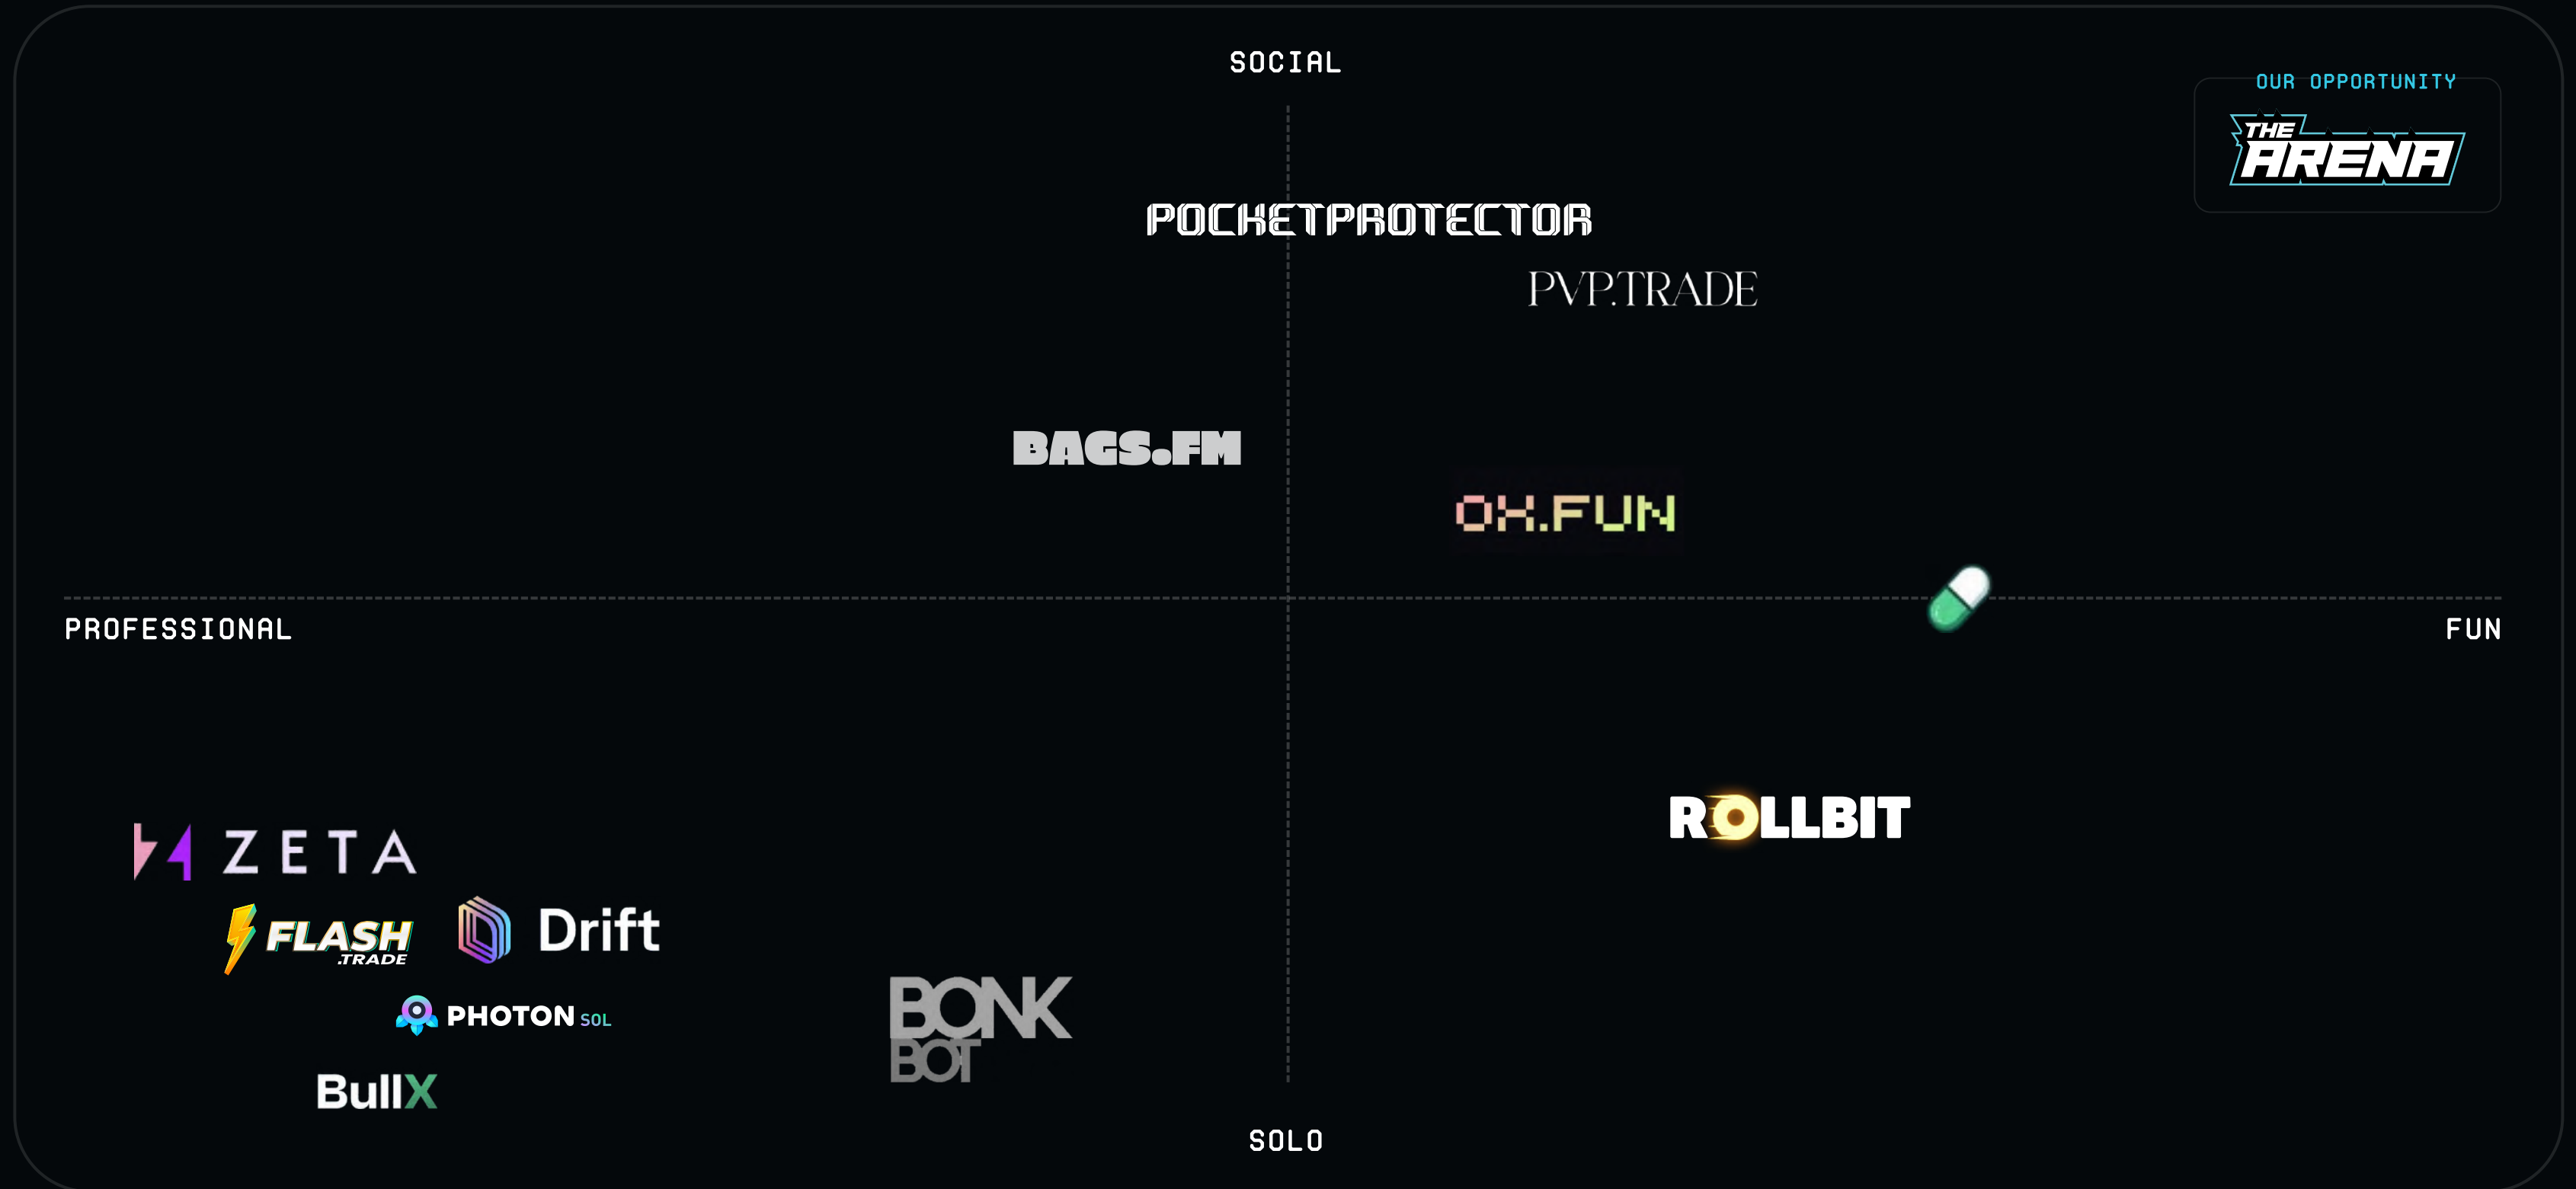 SOCIAL
OUR OPPORTUNITY
THE
ARENA
POCKETPROTECTOR
PVP.TRADE
BAGS.FM
OX.FUN
PROFESSIONAL
FUN
ROLLBIT
ZETA
FLASH
.TRADE
Drift
PHOTON SOL
BONK
BOT
BullX
SOLO